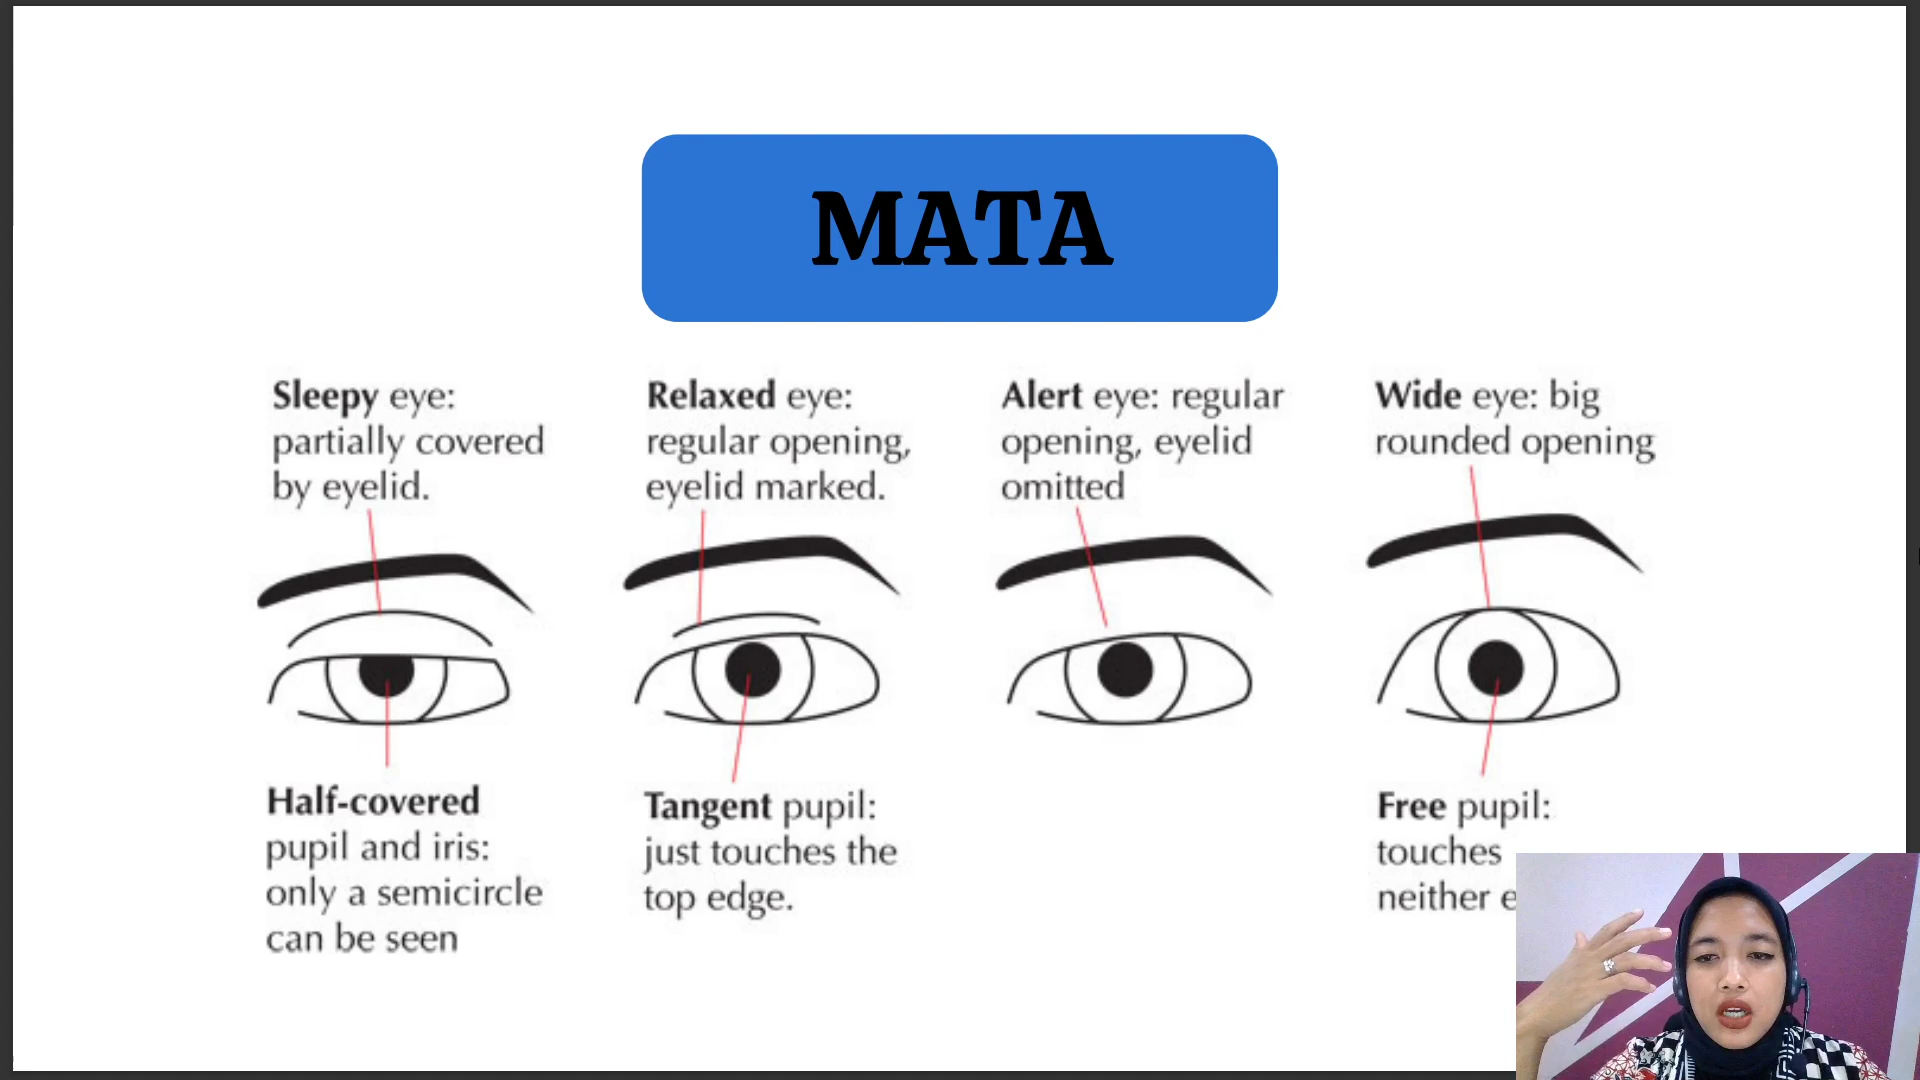 MATA
Sleepy eye:
partially covered
by eyelid.
Relaxed eye:
regular opening,
eyelid marked.
Alert eye: regular
opening, eyelid
omitted
Wide eye: big
rounded opening
Half-covered
pupil and iris:
only a semicircle
can be seen
Tangent pupil:
just touches the
top edge.
Free pupil:
touches
neither